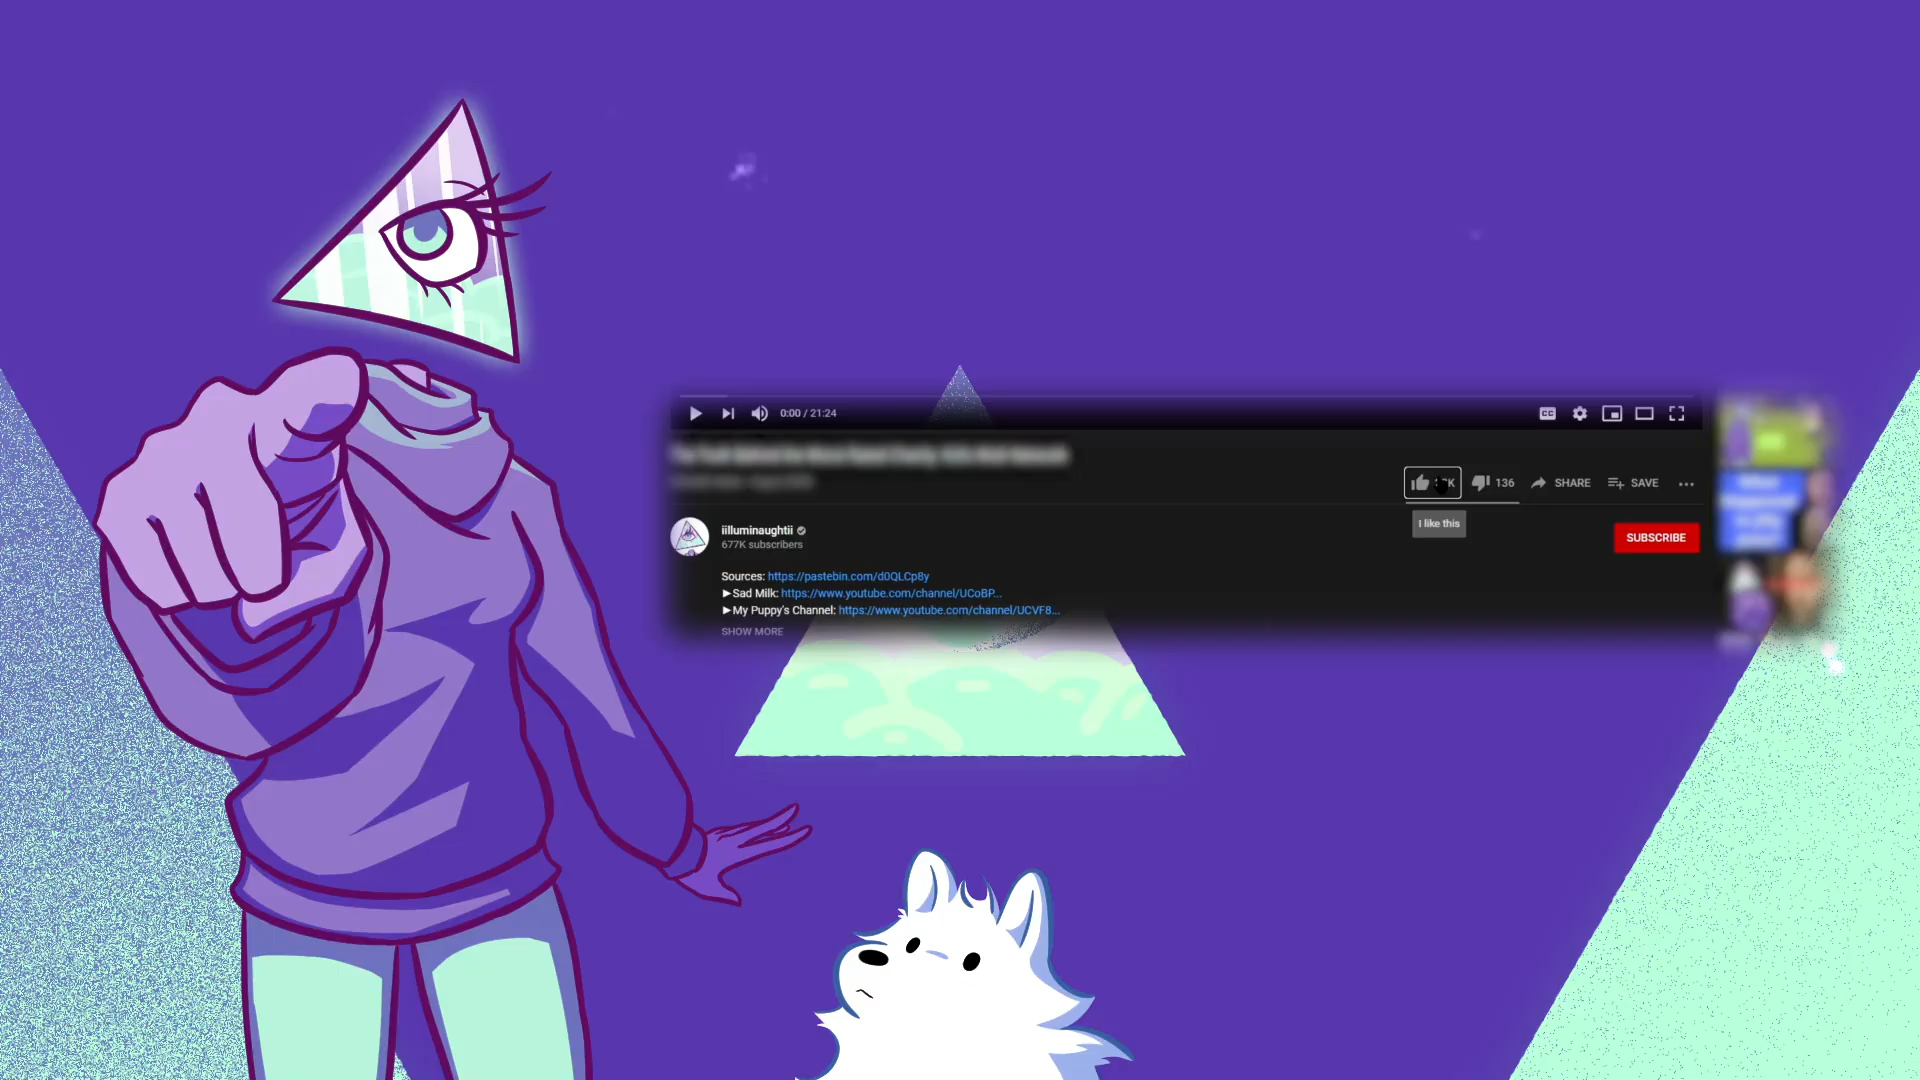 0:00 / 21:24
CC
136 SHARE SAVE
I like this
iilluminaughtii
677K subscribers
SUBSCRIBE
Sources: https://pastebin.com/d0QLCp8y
►Sad Milk: https://www.youtube.com/channel/UCoBP...
►My Puppy's Channel: https://www.youtube.com/channel/UCVF8...
SHOW MORE